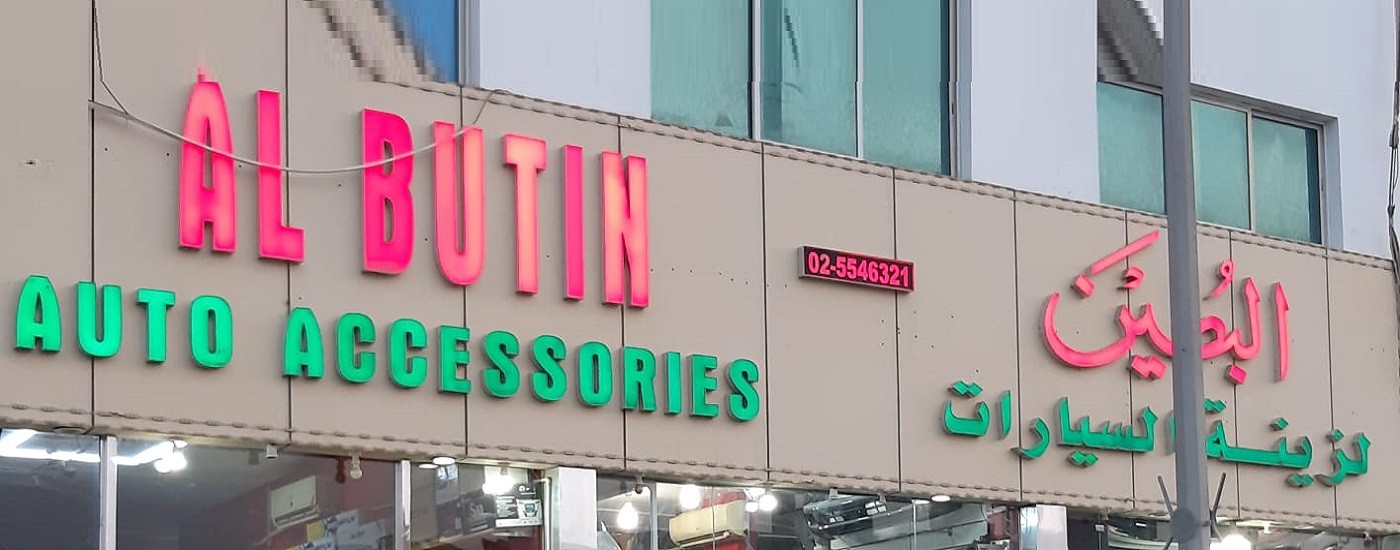 AL BUTIN
AUTO ACCESSORIES
02-5546321
البُطين
لزينة السيارات